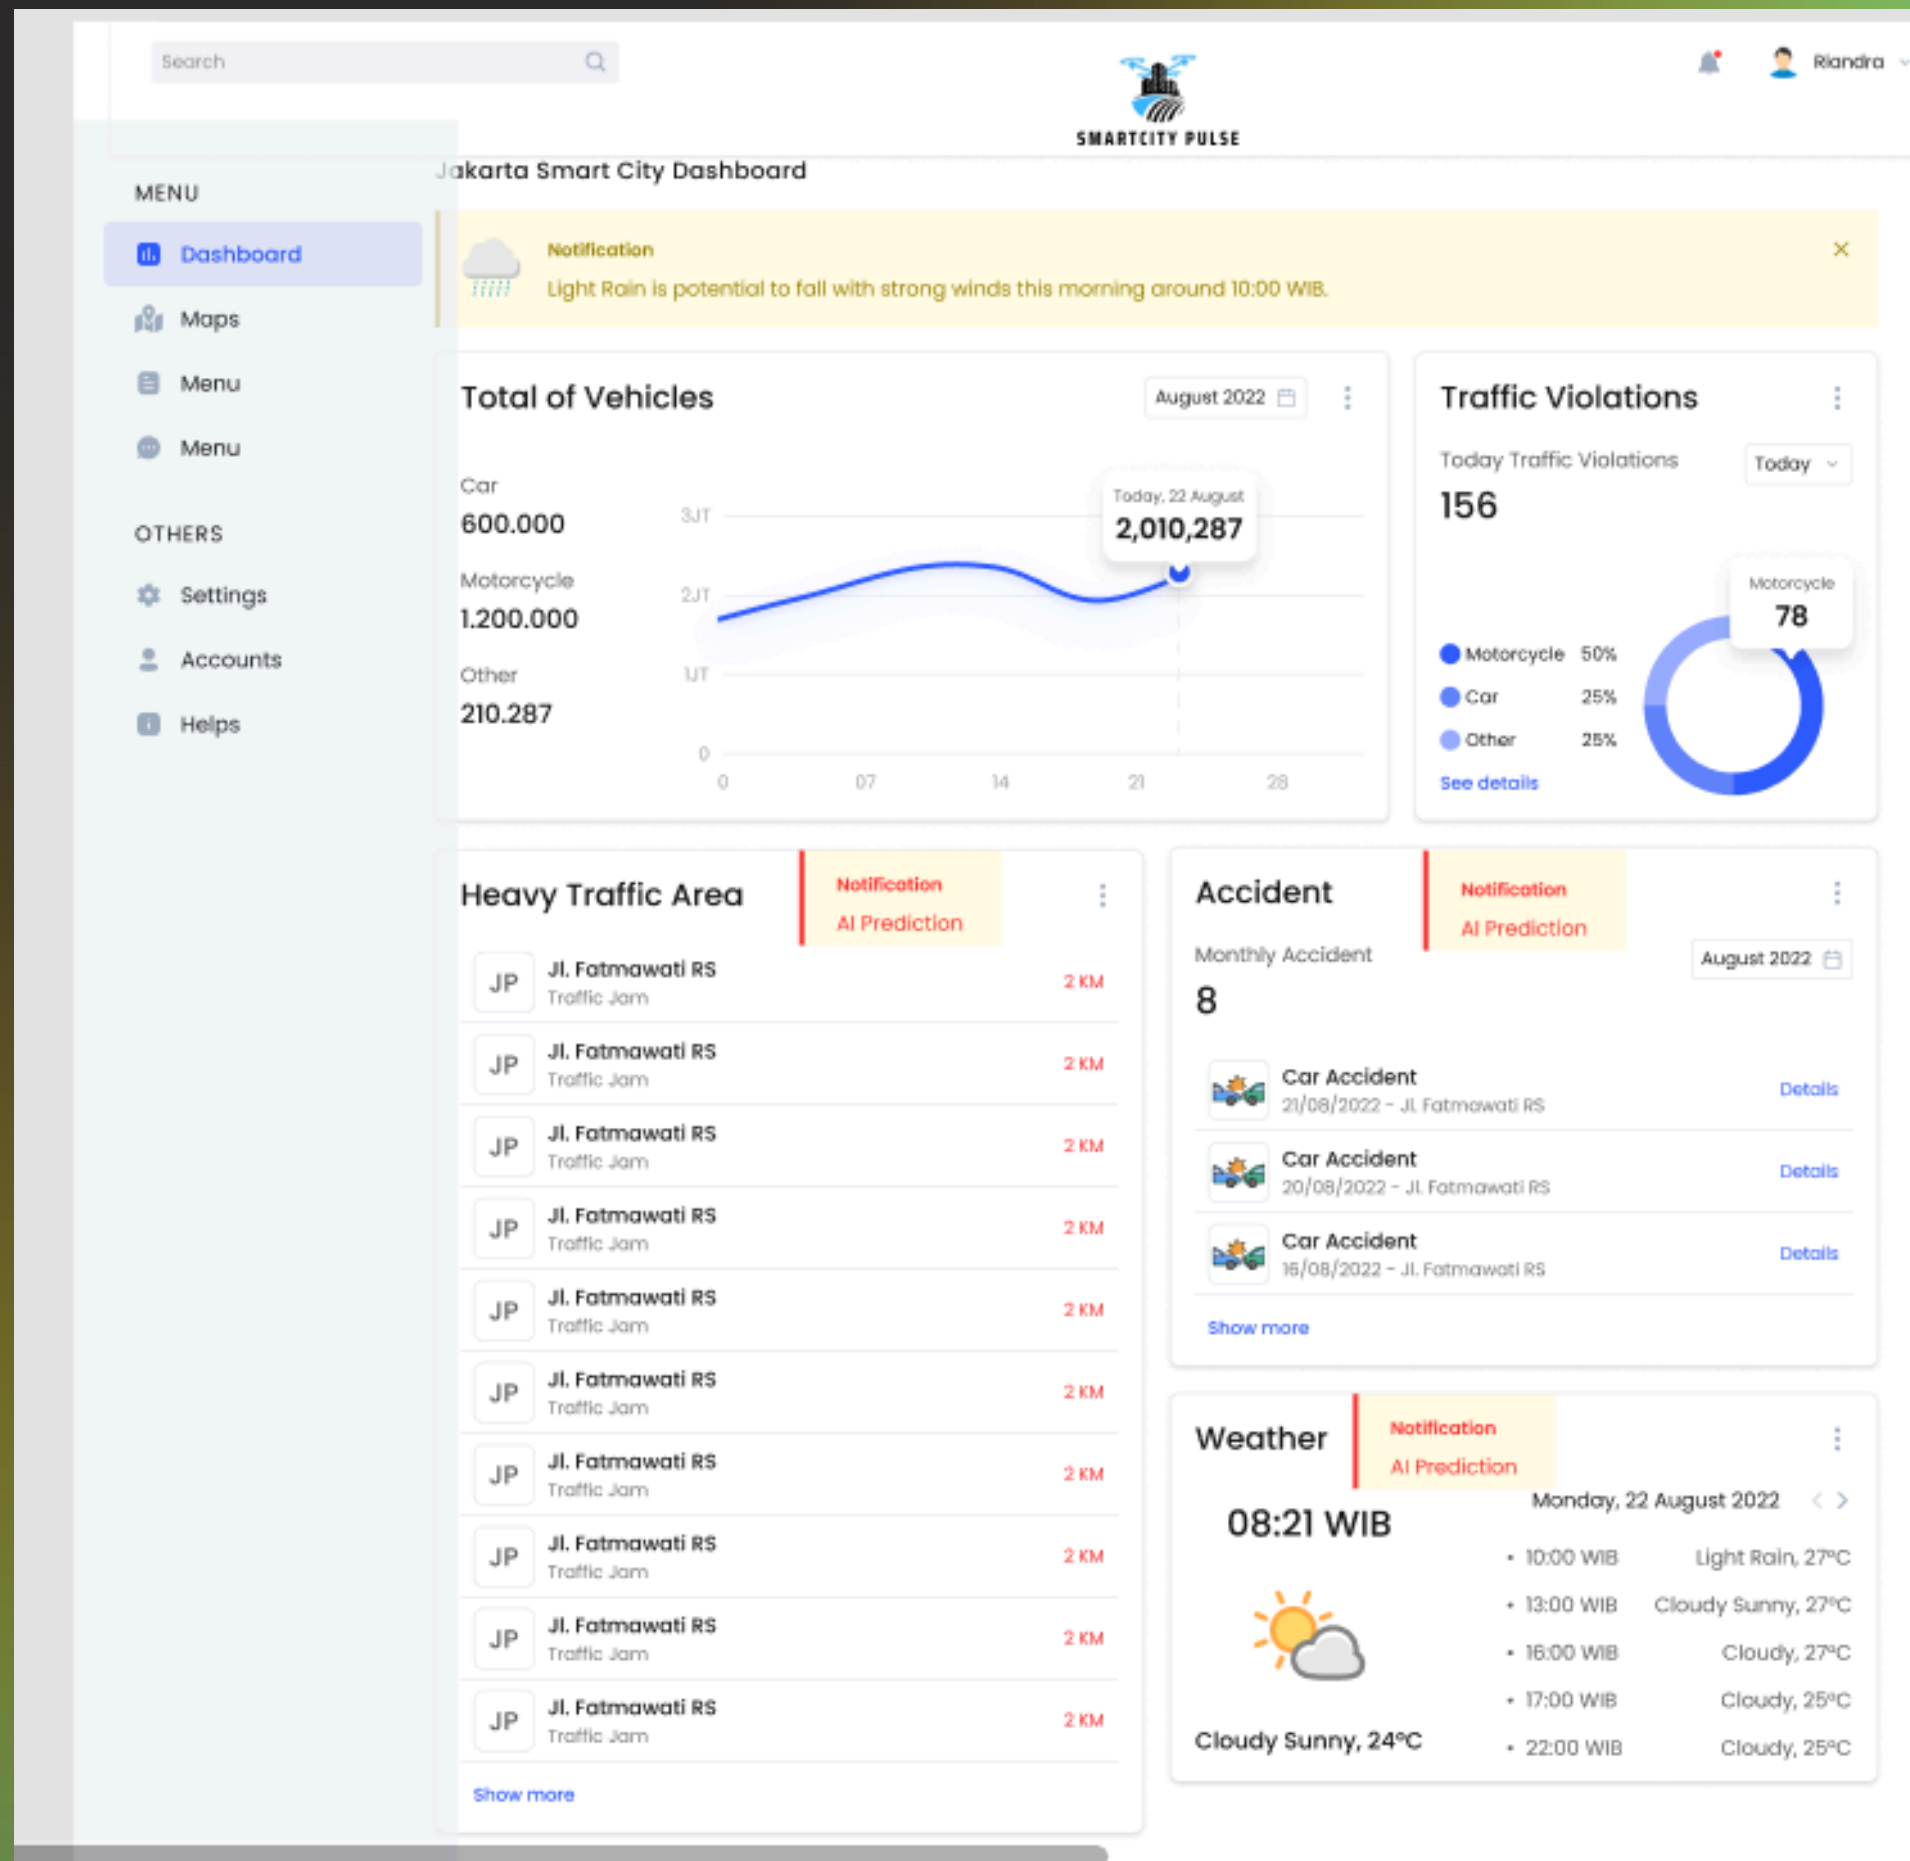 Search
SMARTCITY PULSE
Riandra
Jakarta Smart City Dashboard
MENU
Dashboard
Maps
Menu
Menu
OTHERS
Settings
Accounts
Helps
Notification
Light Rain is potential to fall with strong winds this morning around 10:00 WIB.
Total of Vehicles
August 2022
Car
600.000
Motorcycle
1.200.000
Other
210.287
3JT
2JT
1JT
0
0 07 14 21 28
Today, 22 August
2,010,287
Traffic Violations
Today Traffic Violations
Today
156
Motorcycle
78
Motorcycle 50%
Car 25%
Other 25%
See details
Heavy Traffic Area
Notification
AI Prediction
JP Jl. Fatmawati RS
Traffic Jam
2 KM
JP Jl. Fatmawati RS
Traffic Jam
2 KM
JP Jl. Fatmawati RS
Traffic Jam
2 KM
JP Jl. Fatmawati RS
Traffic Jam
2 KM
JP Jl. Fatmawati RS
Traffic Jam
2 KM
JP Jl. Fatmawati RS
Traffic Jam
2 KM
JP Jl. Fatmawati RS
Traffic Jam
2 KM
JP Jl. Fatmawati RS
Traffic Jam
2 KM
JP Jl. Fatmawati RS
Traffic Jam
2 KM
JP Jl. Fatmawati RS
Traffic Jam
2 KM
Show more
Accident
Notification
AI Prediction
Monthly Accident
August 2022
8
Car Accident
21/08/2022 - Jl. Fatmawati RS
Details
Car Accident
20/08/2022 - Jl. Fatmawati RS
Details
Car Accident
16/08/2022 - Jl. Fatmawati RS
Details
Show more
Weather
Notification
AI Prediction
Monday, 22 August 2022
08:21 WIB
Cloudy Sunny, 24°C
• 10:00 WIB Light Rain, 27°C
• 13:00 WIB Cloudy Sunny, 27°C
• 16:00 WIB Cloudy, 27°C
• 17:00 WIB Cloudy, 25°C
• 22:00 WIB Cloudy, 25°C